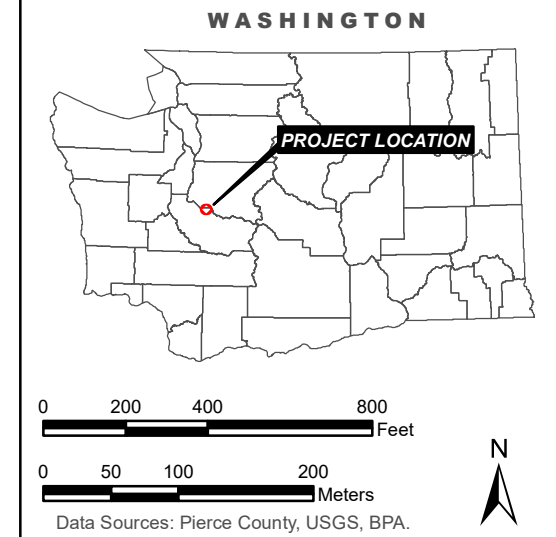 WASHINGTON
PROJECT LOCATION
0 200 400 800
Feet
N
0 50 100 200
Meters
Data Sources: Pierce County, USGS, BPA.